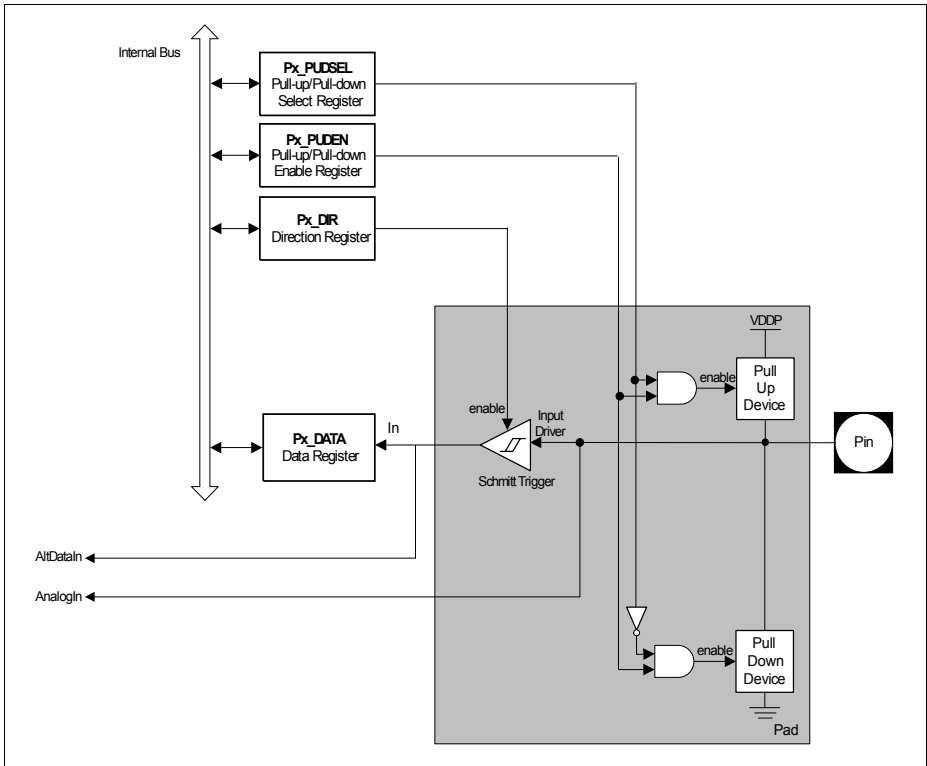 Internal Bus
Px_PUDSEL
Pull-up/Pull-down
Select Register
Px_PUDEN
Pull-up/Pull-down
Enable Register
Px_DIR
Direction Register
VDDP
enable
Pull
Up
Device
enable
Input
Driver
In
Px_DATA
Data Register
Schmitt Trigger
Pin
AltDataIn
AnalogIn
enable
Pull
Down
Device
Pad